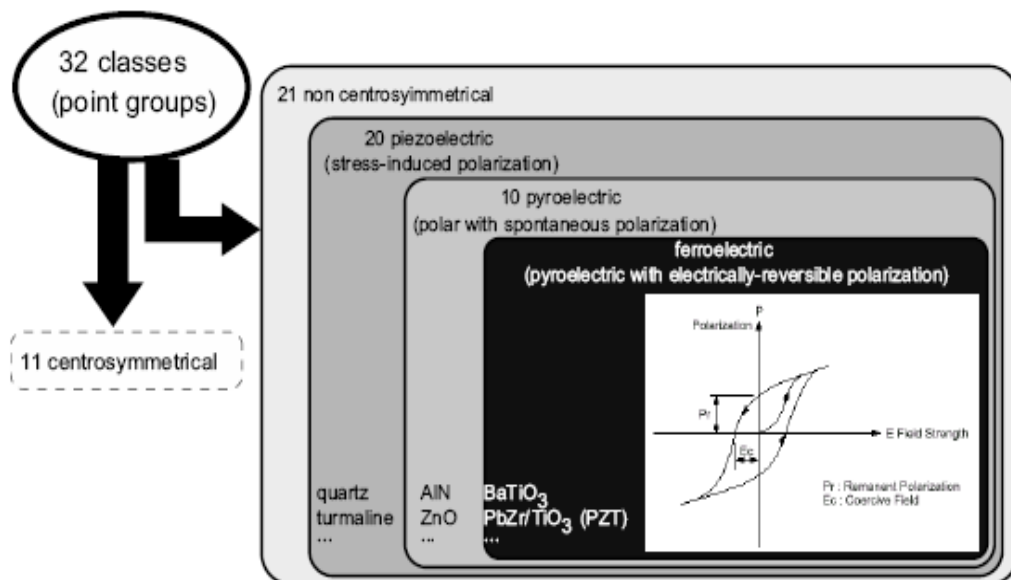 32 classes
(point groups)
21 non centrosyimmetrical
20 piezoelectric
(stress-induced polarization)
10 pyroelectric
(polar with spontaneous polarization)
ferroelectric
(pyroelectric with electrically-reversible polarization)
P
Polarization
Pr
Ec
E Field Strength
Pr : Remanant Polarization
Ec : Coercive Field
11 centrosymmetrical
quartz AlN BaTiO3
turmaline ZnO PbZr/TiO3 (PZT)
... ... ...